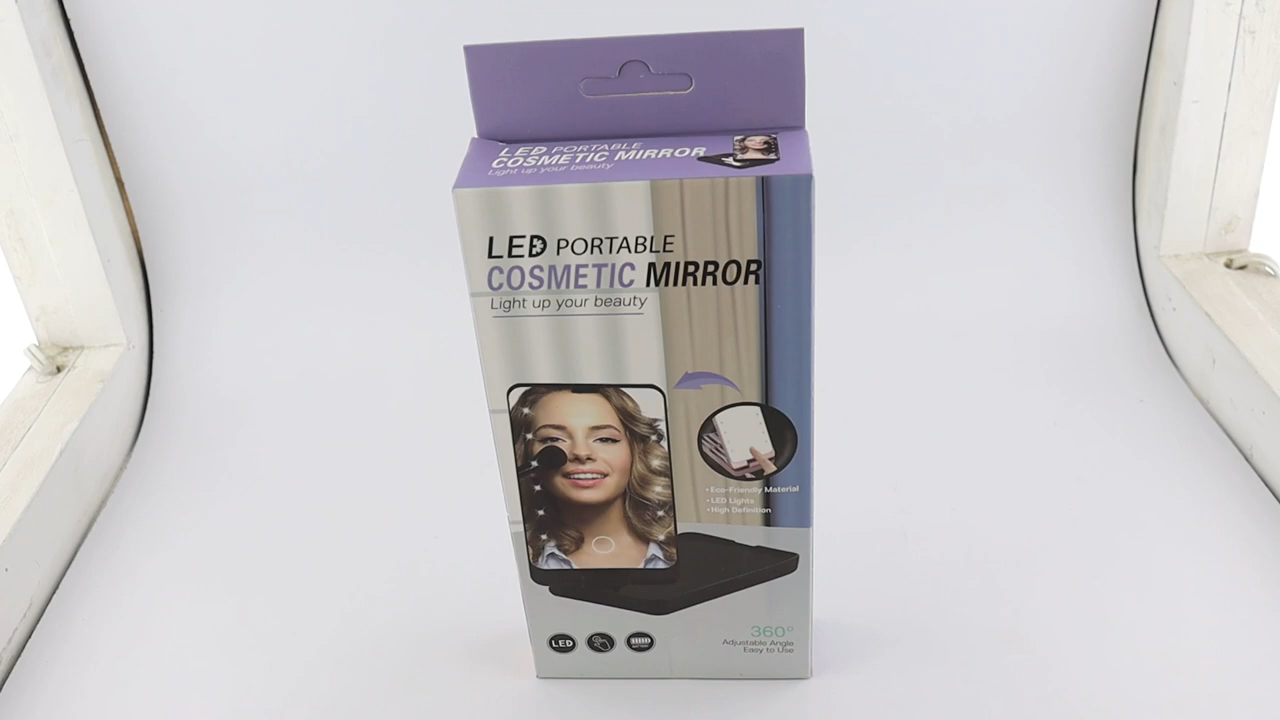 LED PORTABLE
COSMETIC MIRROR
Light up your beauty
LED PORTABLE
COSMETIC MIRROR
Light up your beauty
• Eco-Friendly Material
• LED Lights
• High Definition
LED
BATTERY
360°
Adjustable Angle
Easy to Use